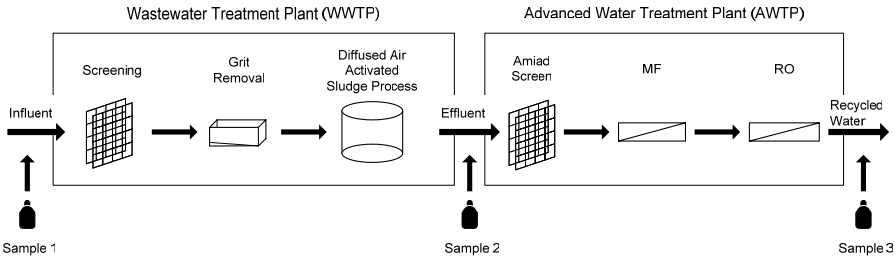 Wastewater Treatment Plant (WWTP)
Advanced Water Treatment Plant (AWTP)
Screening
Grit
Removal
Diffused Air
Activated
Sludge Process
Amiad
Screen
MF
RO
Influent
Effluent
Recycled
Water
Sample 1
Sample 2
Sample 3